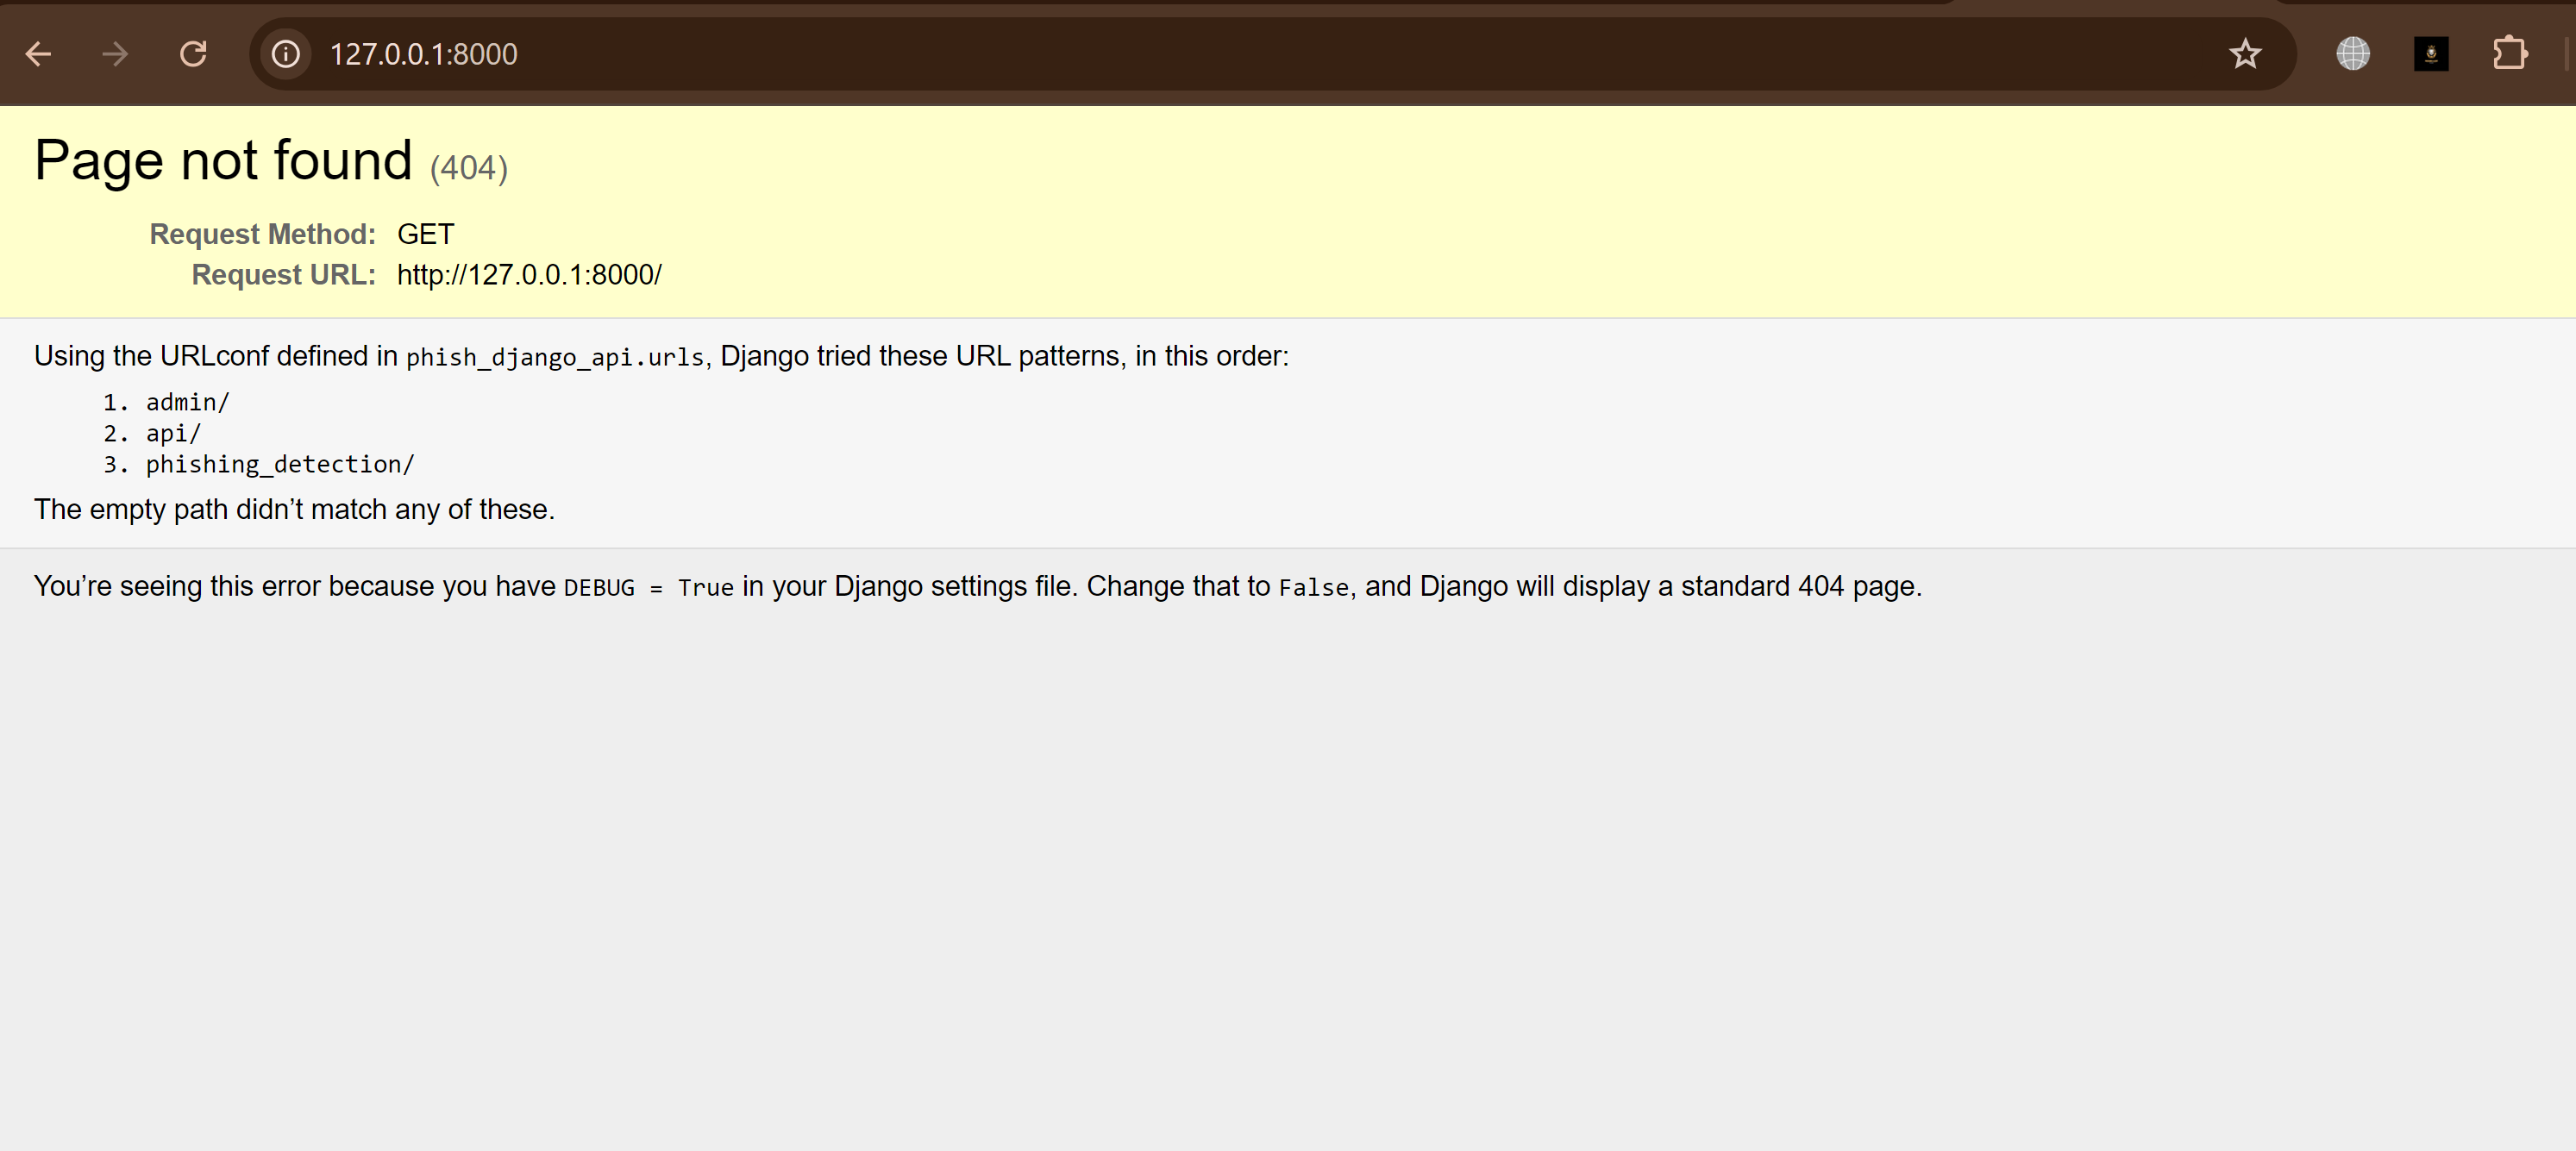 127.0.0.1:8000
Page not found (404)
Request Method: GET
Request URL: http://127.0.0.1:8000/
Using the URLconf defined in phish_django_api.urls, Django tried these URL patterns, in this order:
1. admin/
2. api/
3. phishing_detection/
The empty path didn’t match any of these.
You’re seeing this error because you have DEBUG = True in your Django settings file. Change that to False, and Django will display a standard 404 page.